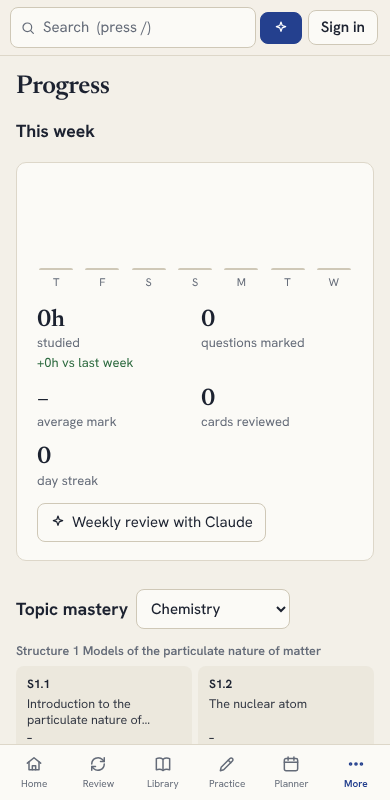 Search (press /)
Sign in
Progress
This week
T F S S M T W
0h
studied
+0h vs last week
0
questions marked
–
average mark
0
cards reviewed
0
day streak
Weekly review with Claude
Topic mastery
Chemistry
Structure 1 Models of the particulate nature of matter
S1.1
Introduction to the
particulate nature of...
–
S1.2
The nuclear atom
–
Home Review Library Practice Planner More